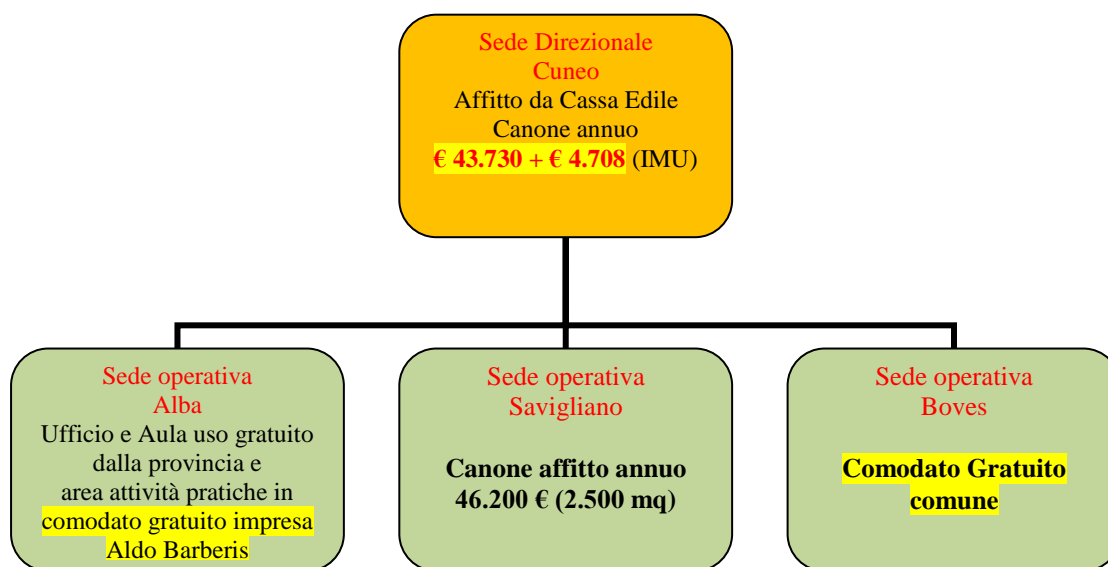 Sede Direzionale
Cuneo
Affitto da Cassa Edile
Canone annuo
€ 43.730 + € 4.708 (IMU)
Sede operativa
Alba
Ufficio e Aula uso gratuito
dalla provincia e
area attività pratiche in
comodato gratuito impresa
Aldo Barberis
Sede operativa
Savigliano
Canone affitto annuo
46.200 € (2.500 mq)
Sede operativa
Boves
Comodato Gratuito
comune